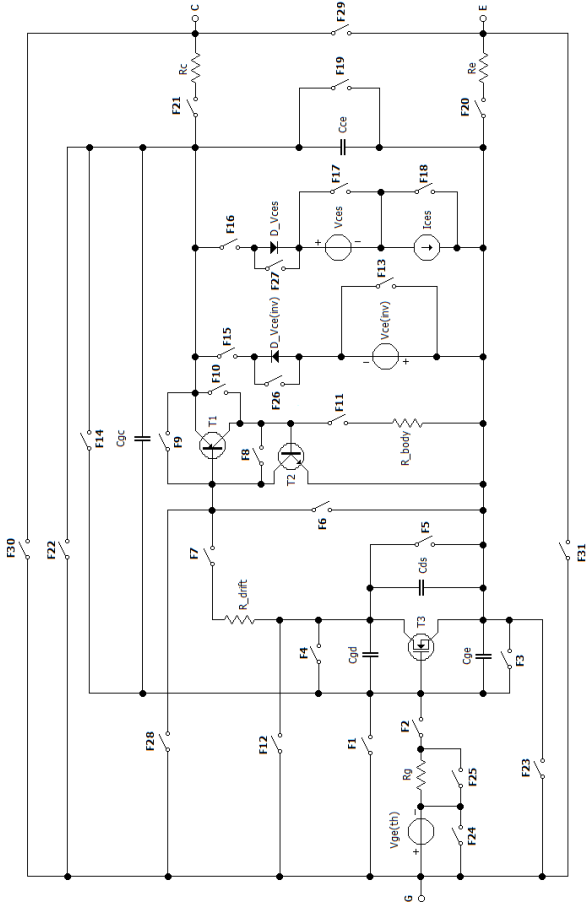 C
E
F29
Rc
Re
F19
F21
F20
Cce
F17
F18
F16
D_Vces
Vces
Ices
+
-
F27
F13
F15
D_Vce(inv)
Vce(inv)
-
+
F26
F10
T1
F11
F14
Cgc
F9
F8
T2
R_body
F6
F30
F22
F7
F5
F31
R_drift
Cds
F4
Cgd
T3
Cge
F3
F28
F12
F1
F2
Rg
F25
F23
-
Vge(th)
+
F24
G